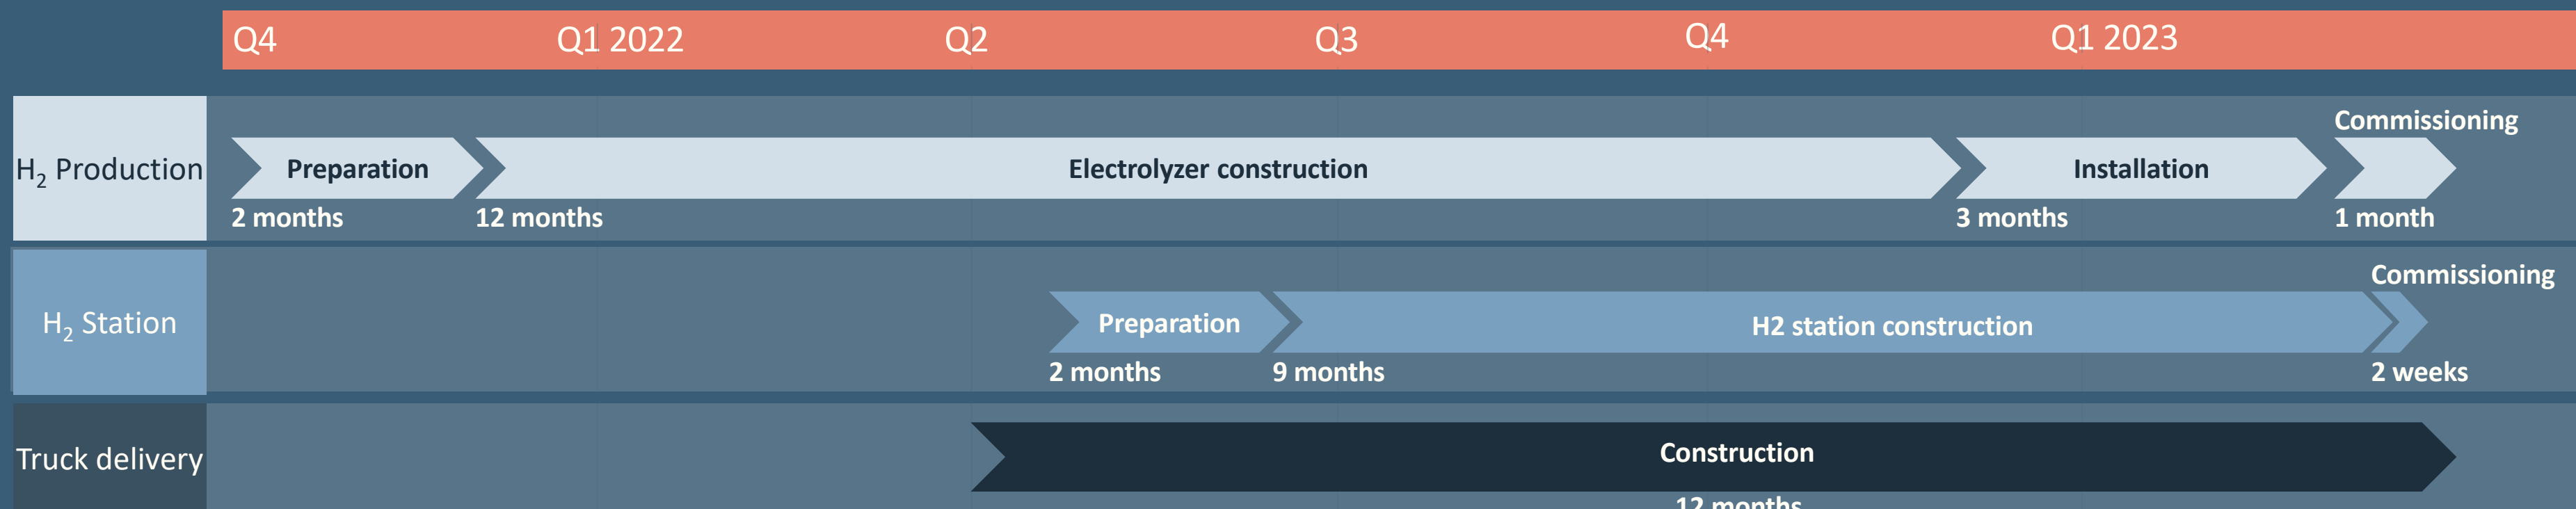 Q4 Q1 2022 Q2 Q3 Q4 Q1 2023
Commissioning
H₂ Production Preparation Electrolyzer construction Installation
2 months 12 months 3 months 1 month
Commissioning
H₂ Station Preparation H2 station construction
2 months 9 months 2 weeks
Truck delivery Construction
12 months